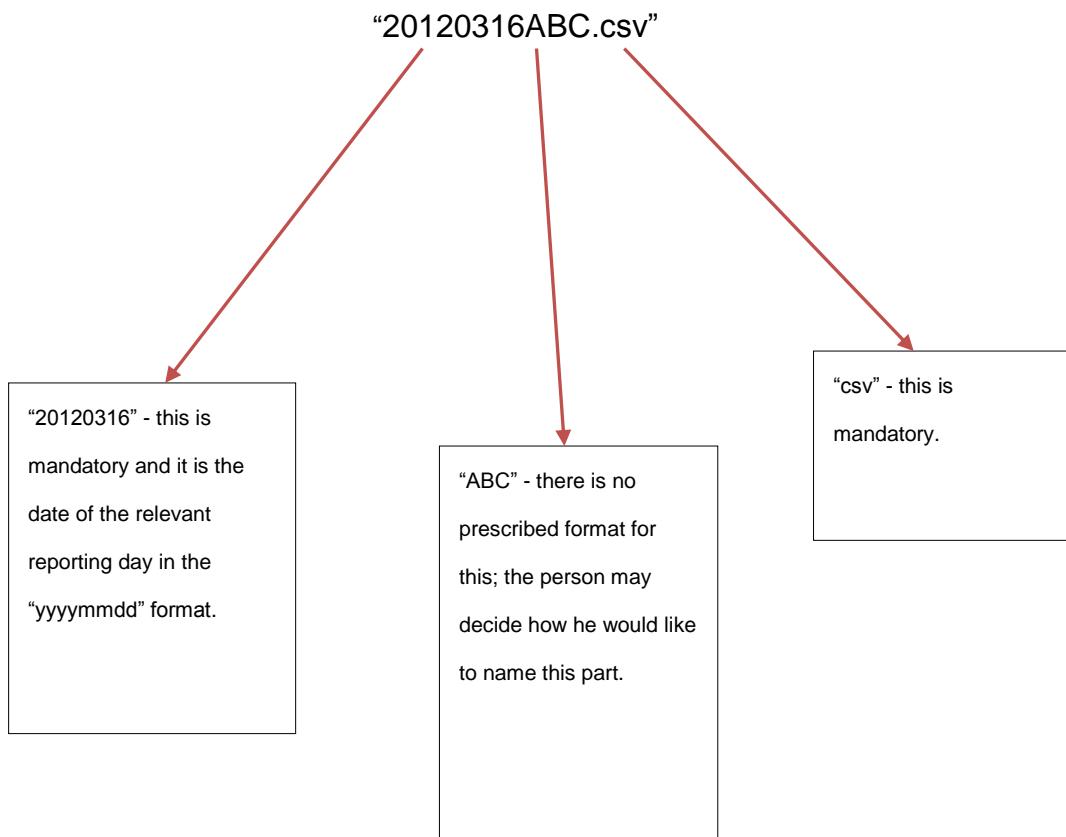 “20120316ABC.csv”
“20120316” - this is
mandatory and it is the
date of the relevant
reporting day in the
“yyyymmdd” format.
“ABC” - there is no
prescribed format for
this; the person may
decide how he would like
to name this part.
“csv” - this is
mandatory.